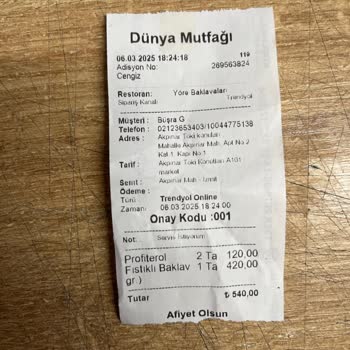 Dünya Mutfağı
06.03.2025 18:24:18 119
Adisyon No: 269563824
Cengiz
Restoran: Yöre Baklavaları
Sipariş Kanalı Trendyol
Müşteri : Büşra G
Telefon : 02123653403/10044775138
Adres : Akpınar Toki konutları
Mahalle Akpınar Mah. Apt No 2
Kat 1, Kapı No 1
Tarif : Akpınar Toki Konutları A101
market
Semt : Akpınar Mah - İzmit
Ödeme :
Türü Trendyol Online
Zamanı 06.03.2025 18:24:00
Onay Kodu :001
Not: Servis İstiyorum
Profiterol 2 Ta 120,00
Fıstıklı Baklav 1 Ta 420,00
gr.)
Tutar ₺ 540,00
Afiyet Olsun